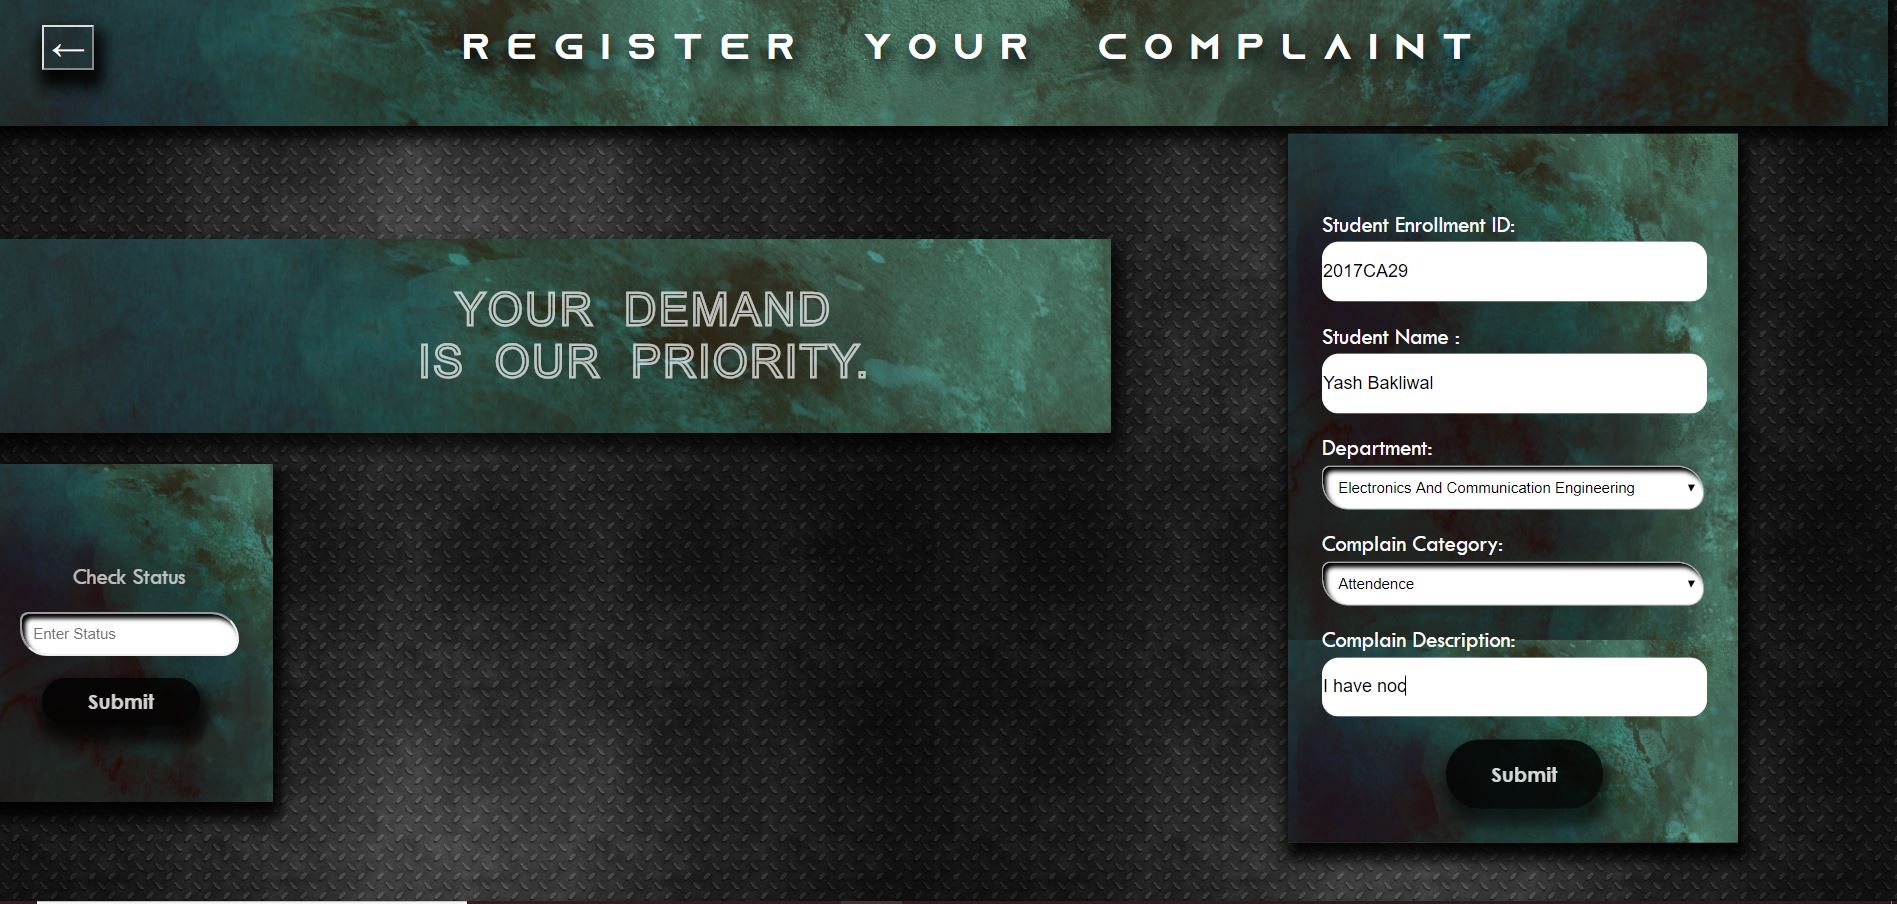 ←
REGISTER YOUR COMPLAINT
YOUR DEMAND
IS OUR PRIORITY.
Check Status
Enter Status
Submit
Student Enrollment ID:
2017CA29
Student Name :
Yash Bakliwal
Department:
Electronics And Communication Engineering
Complain Category:
Attendence
Complain Description:
I have nod
Submit